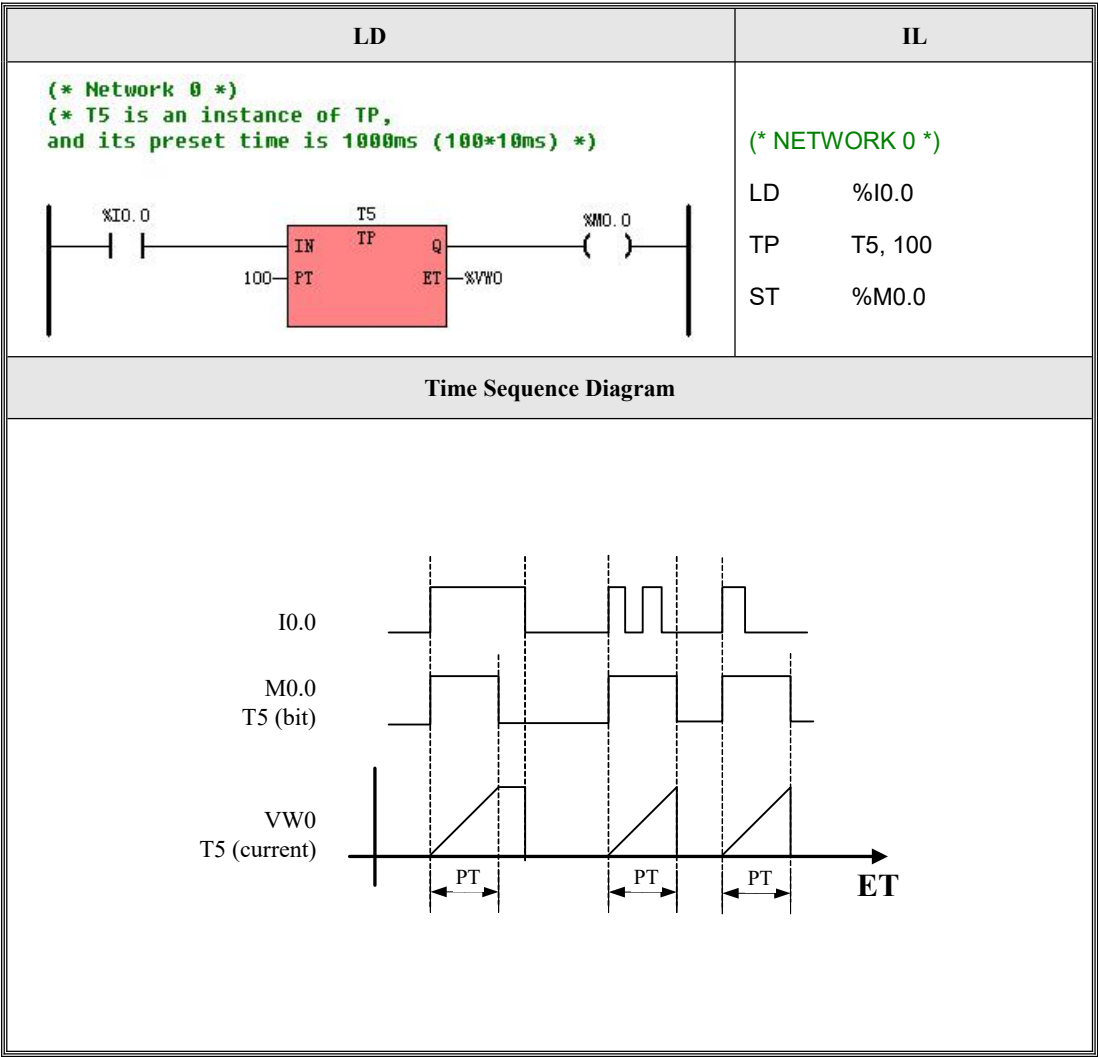 LD
IL
(* Network 0 *)
(* T5 is an instance of TP,
and its preset time is 1000ms (100*10ms) *)
%I0.0
T5
%M0.0
IN
TP
Q
100
PT
ET
%VW0
(* NETWORK 0 *)
LD %I0.0
TP T5, 100
ST %M0.0
Time Sequence Diagram
I0.0
M0.0
T5 (bit)
VW0
T5 (current)
PT
PT
PT
ET